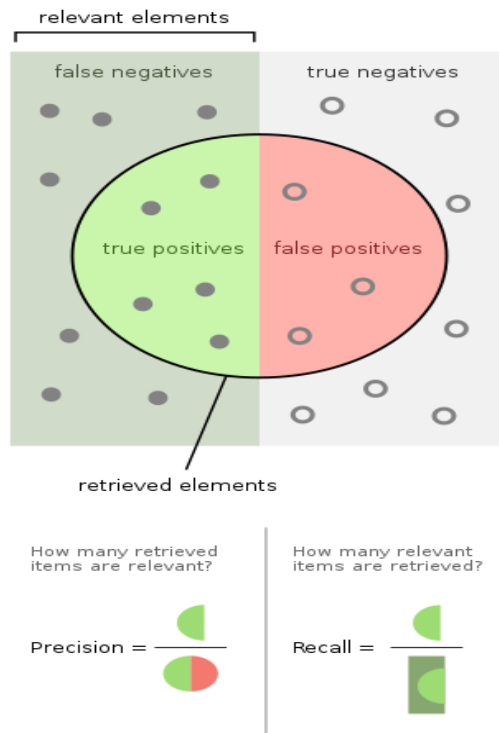 relevant elements
false negatives
true negatives
true positives
false positives
retrieved elements
How many retrieved
items are relevant?
Precision =
How many relevant
items are retrieved?
Recall =